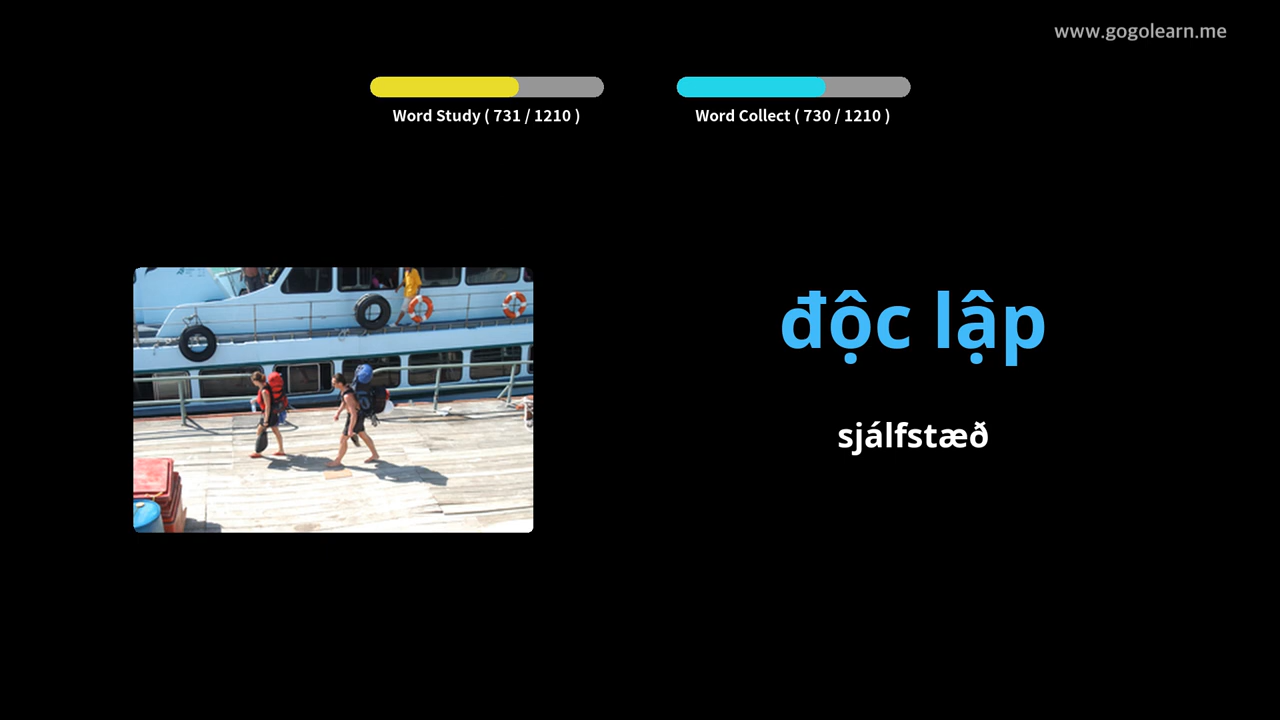 www.gogolearn.me
Word Study ( 731 / 1210 )
Word Collect ( 730 / 1210 )
độc lập
sjálfstæð